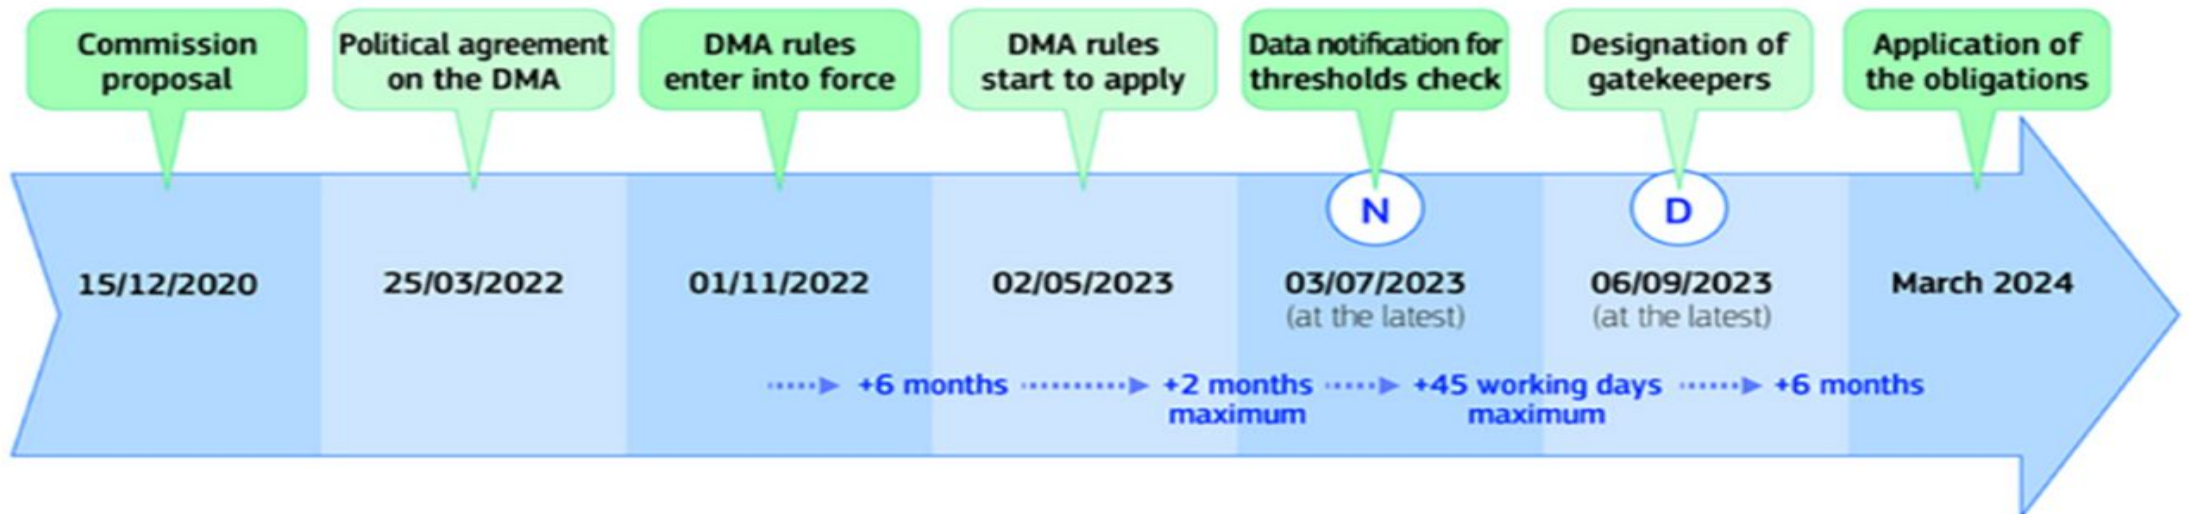 Commission
proposal
Political agreement
on the DMA
DMA rules
enter into force
DMA rules
start to apply
Data notification for
thresholds check
Designation of
gatekeepers
Application of
the obligations
N
D
15/12/2020
25/03/2022
01/11/2022
02/05/2023
03/07/2023
(at the latest)
06/09/2023
(at the latest)
March 2024
+6 months
+2 months
maximum
+45 working days
maximum
+6 months